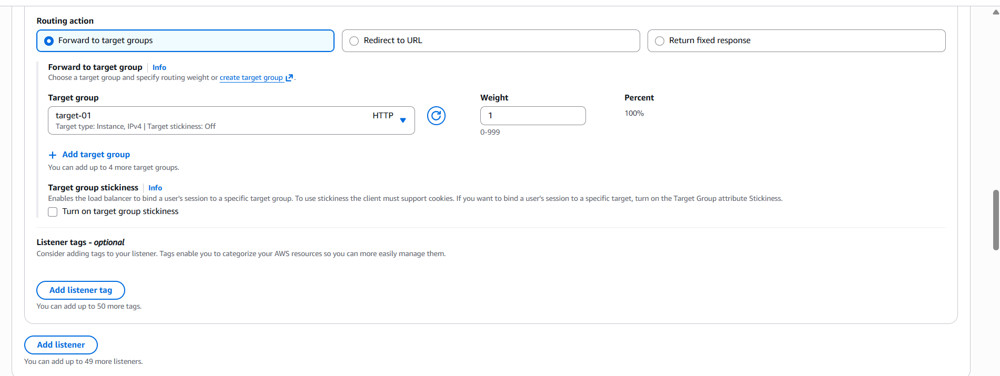 Routing action
Forward to target groups
Redirect to URL
Return fixed response
Forward to target group Info
Choose a target group and specify routing weight or create target group .
Target group
Weight
Percent
target-01
HTTP
Target type: Instance, IPv4 | Target stickiness: Off
1
100%
0-999
+ Add target group
You can add up to 4 more target groups.
Target group stickiness Info
Enables the load balancer to bind a user's session to a specific target group. To use stickiness the client must support cookies. If you want to bind a user's session to a specific target, turn on the Target Group attribute Stickiness.
Turn on target group stickiness
Listener tags - optional
Consider adding tags to your listener. Tags enable you to categorize your AWS resources so you can more easily manage them.
Add listener tag
You can add up to 50 more tags.
Add listener
You can add up to 49 more listeners.